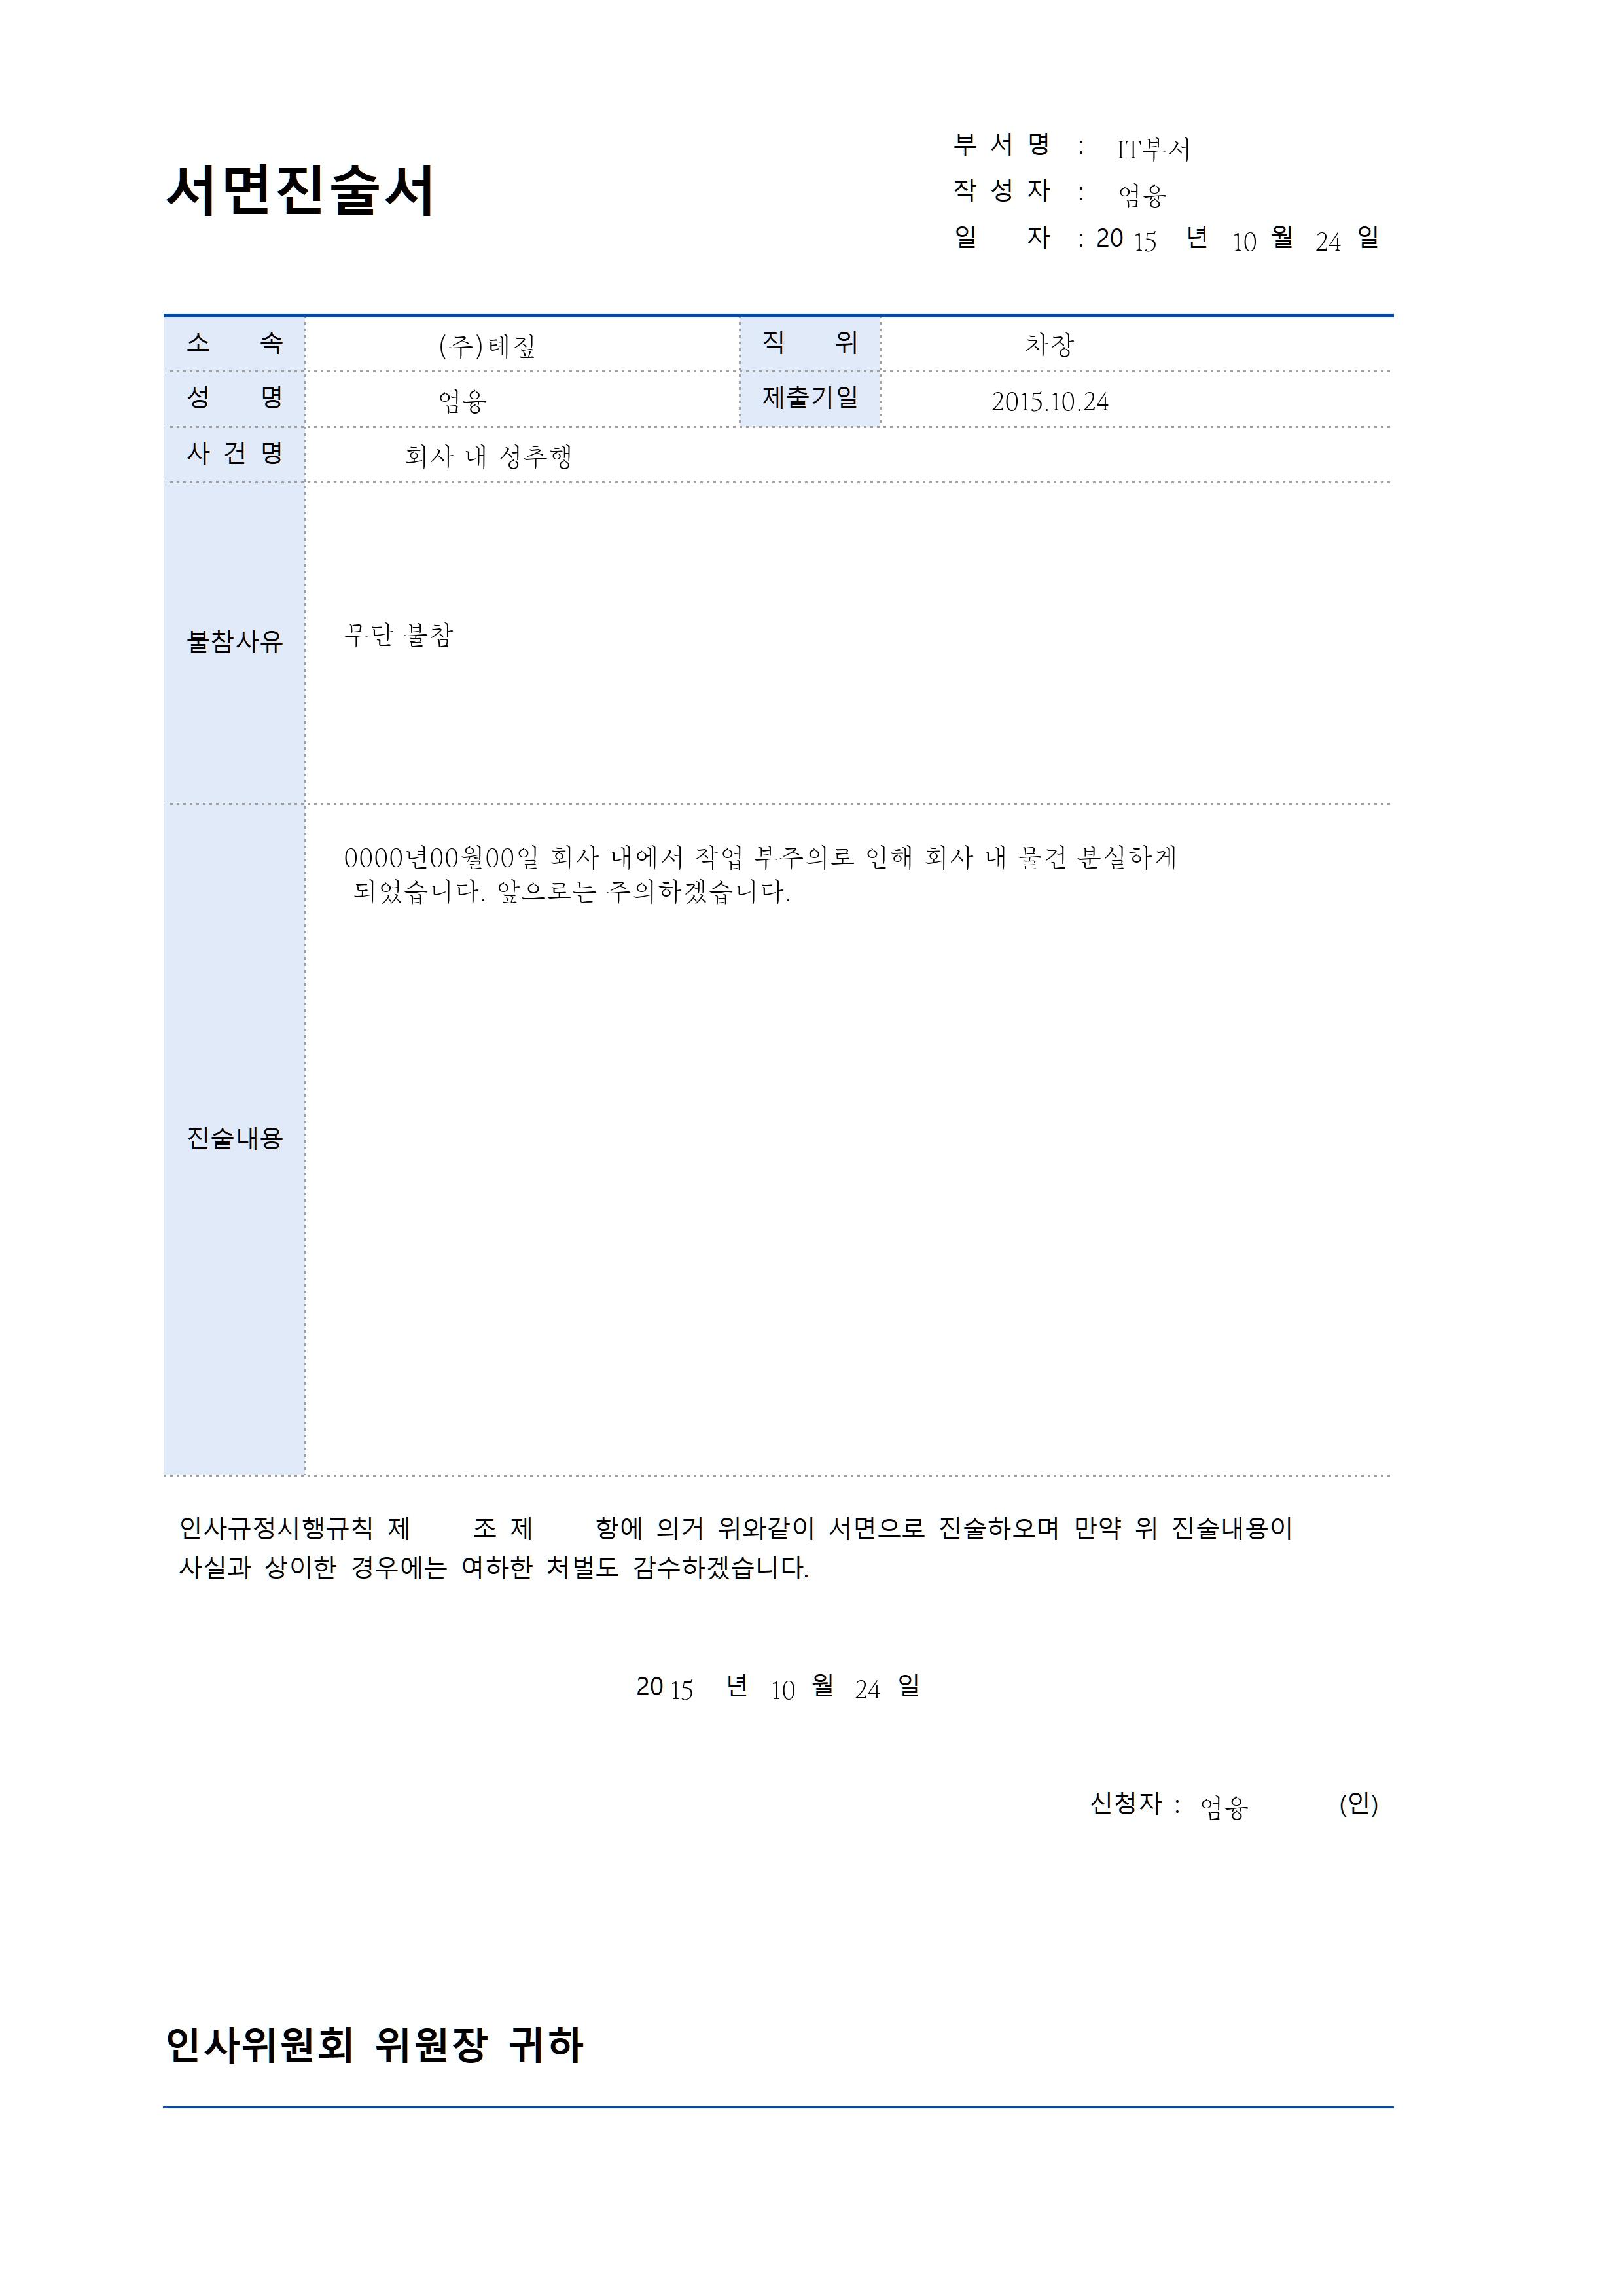 서면진술서
부 서 명 : IT부서
작 성 자 : 엄융
일 자 : 20 15 년 10 월 24 일
소 속 (주)테짚 직 위 차장
성 명 엄융 제출기일 2015.10.24
사 건 명 회사 내 성추행
불참사유 무단 불참
0000년00월00일 회사 내에서 작업 부주의로 인해 회사 내 물건 분실하게
되었습니다. 앞으로는 주의하겠습니다.
진술내용
인사규정시행규칙 제 조 제 항에 의거 위와같이 서면으로 진술하오며 만약 위 진술내용이
사실과 상이한 경우에는 여하한 처벌도 감수하겠습니다.
20 15 년 10 월 24 일
신청자 : 엄융 (인)
인사위원회 위원장 귀하